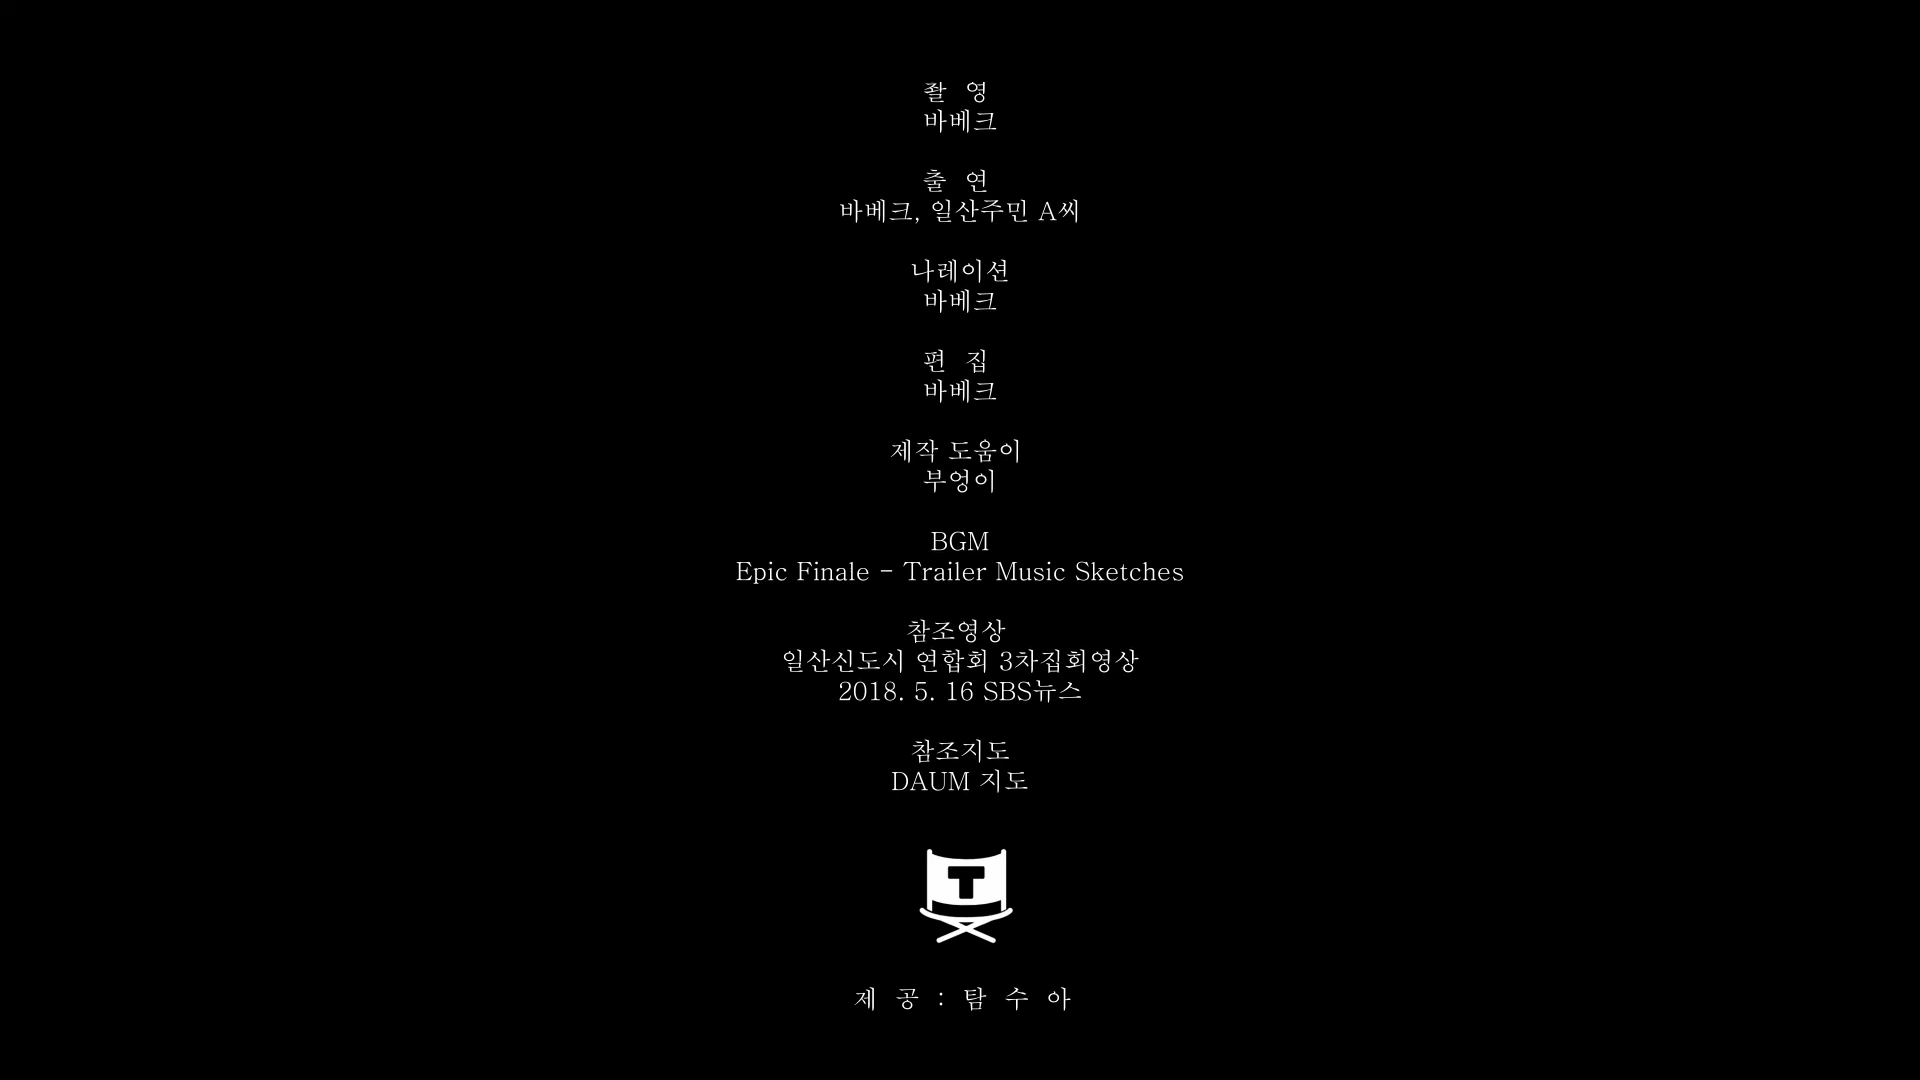 촬 영
바베크
출 연
바베크, 일산주민 A씨
나레이션
바베크
편 집
바베크
제작 도움이
부엉이
BGM
Epic Finale - Trailer Music Sketches
참조영상
일산신도시 연합회 3차집회영상
2018. 5. 16 SBS뉴스
참조지도
DAUM 지도
T
제 공 : 탐 수 아